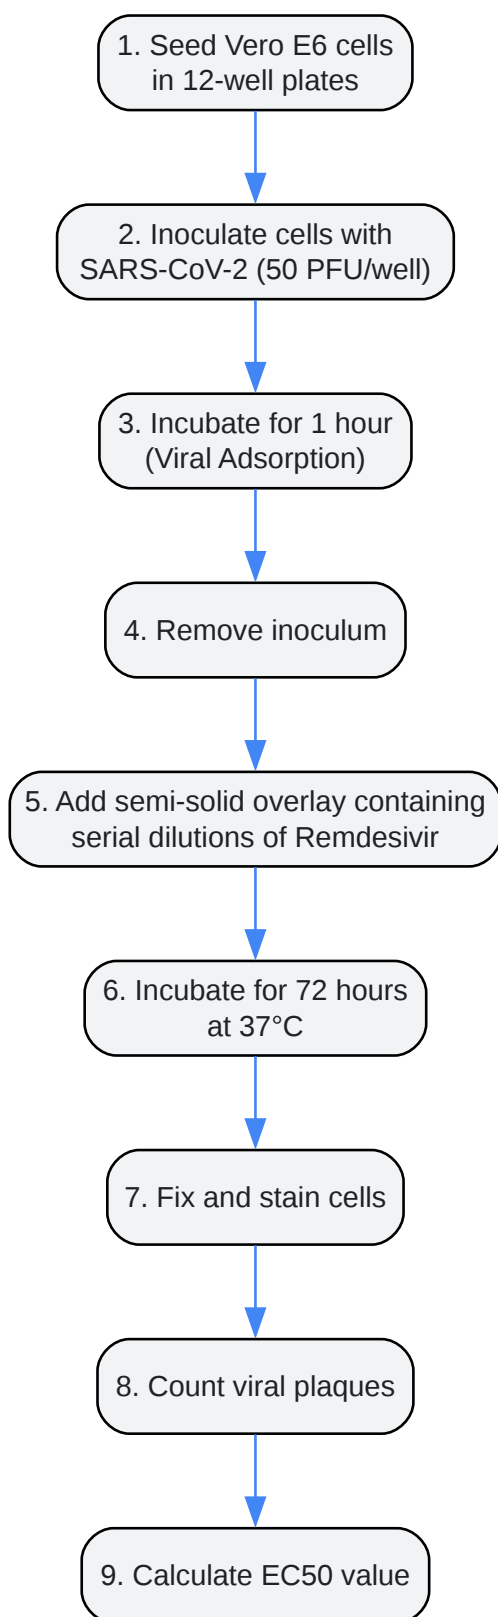 1. Seed Vero E6 cells
in 12-well plates
2. Inoculate cells with
SARS-CoV-2 (50 PFU/well)
3. Incubate for 1 hour
(Viral Adsorption)
4. Remove inoculum
5. Add semi-solid overlay containing
serial dilutions of Remdesivir
6. Incubate for 72 hours
at 37°C
7. Fix and stain cells
8. Count viral plaques
9. Calculate EC50 value